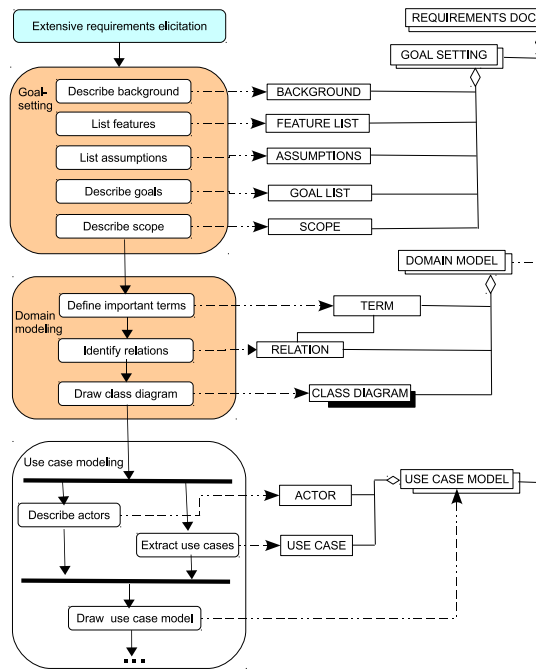 Extensive requirements elicitation
REQUIREMENTS DOC
GOAL SETTING
Goal-
setting
Describe background
BACKGROUND
List features
FEATURE LIST
List assumptions
ASSUMPTIONS
Describe goals
GOAL LIST
Describe scope
SCOPE
DOMAIN MODEL
Domain
modeling
Define important terms
TERM
Identify relations
RELATION
Draw class diagram
CLASS DIAGRAM
Use case modeling
USE CASE MODEL
Describe actors
ACTOR
Extract use cases
USE CASE
Draw use case model
...